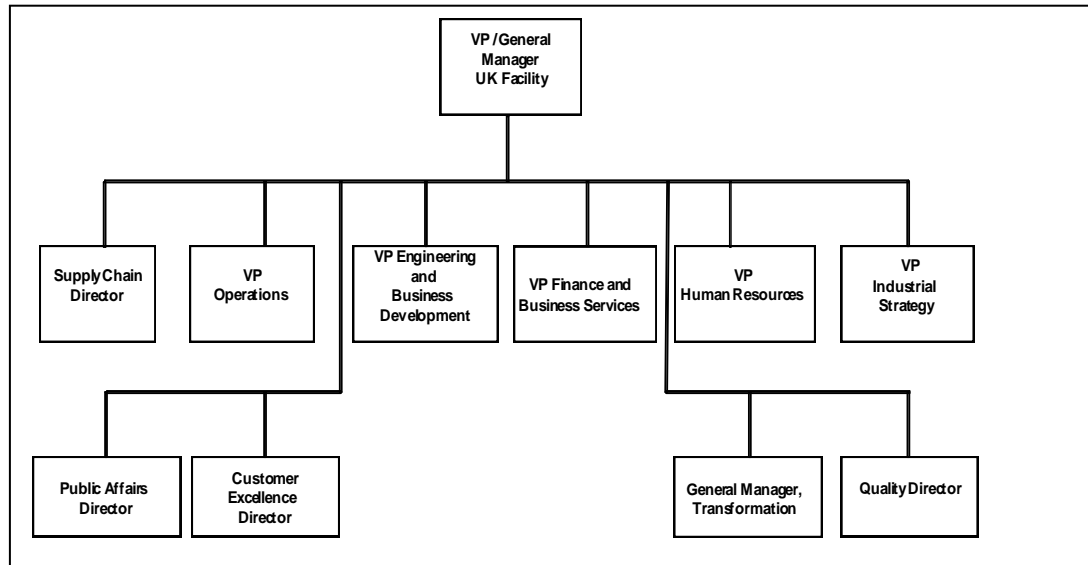 VP/General
Manager
UK Facility
Supply Chain
Director
VP
Operations
VP Engineering
and
Business
Development
VP Finance and
Business Services
VP
Human Resources
VP
Industrial
Strategy
Public Affairs
Director
Customer
Excellence
Director
General Manager,
Transformation
Quality Director